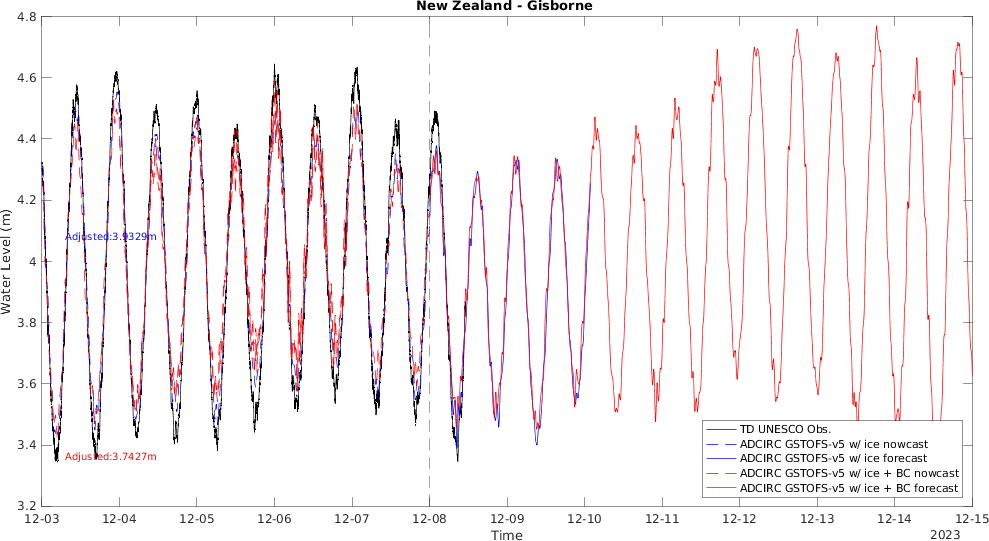 New Zealand - Gisborne
4.8
4.6
4.4
4.2
4
3.8
3.6
3.4
3.2
Water Level (m)
Adjusted:3.9329m
Adjusted:3.7427m
TD UNESCO Obs.
ADCIRC GSTOFS-v5 w/ ice nowcast
ADCIRC GSTOFS-v5 w/ ice forecast
ADCIRC GSTOFS-v5 w/ ice + BC nowcast
ADCIRC GSTOFS-v5 w/ ice + BC forecast
12-03 12-04 12-05 12-06 12-07 12-08 12-09 12-10 12-11 12-12 12-13 12-14 12-15
Time
2023